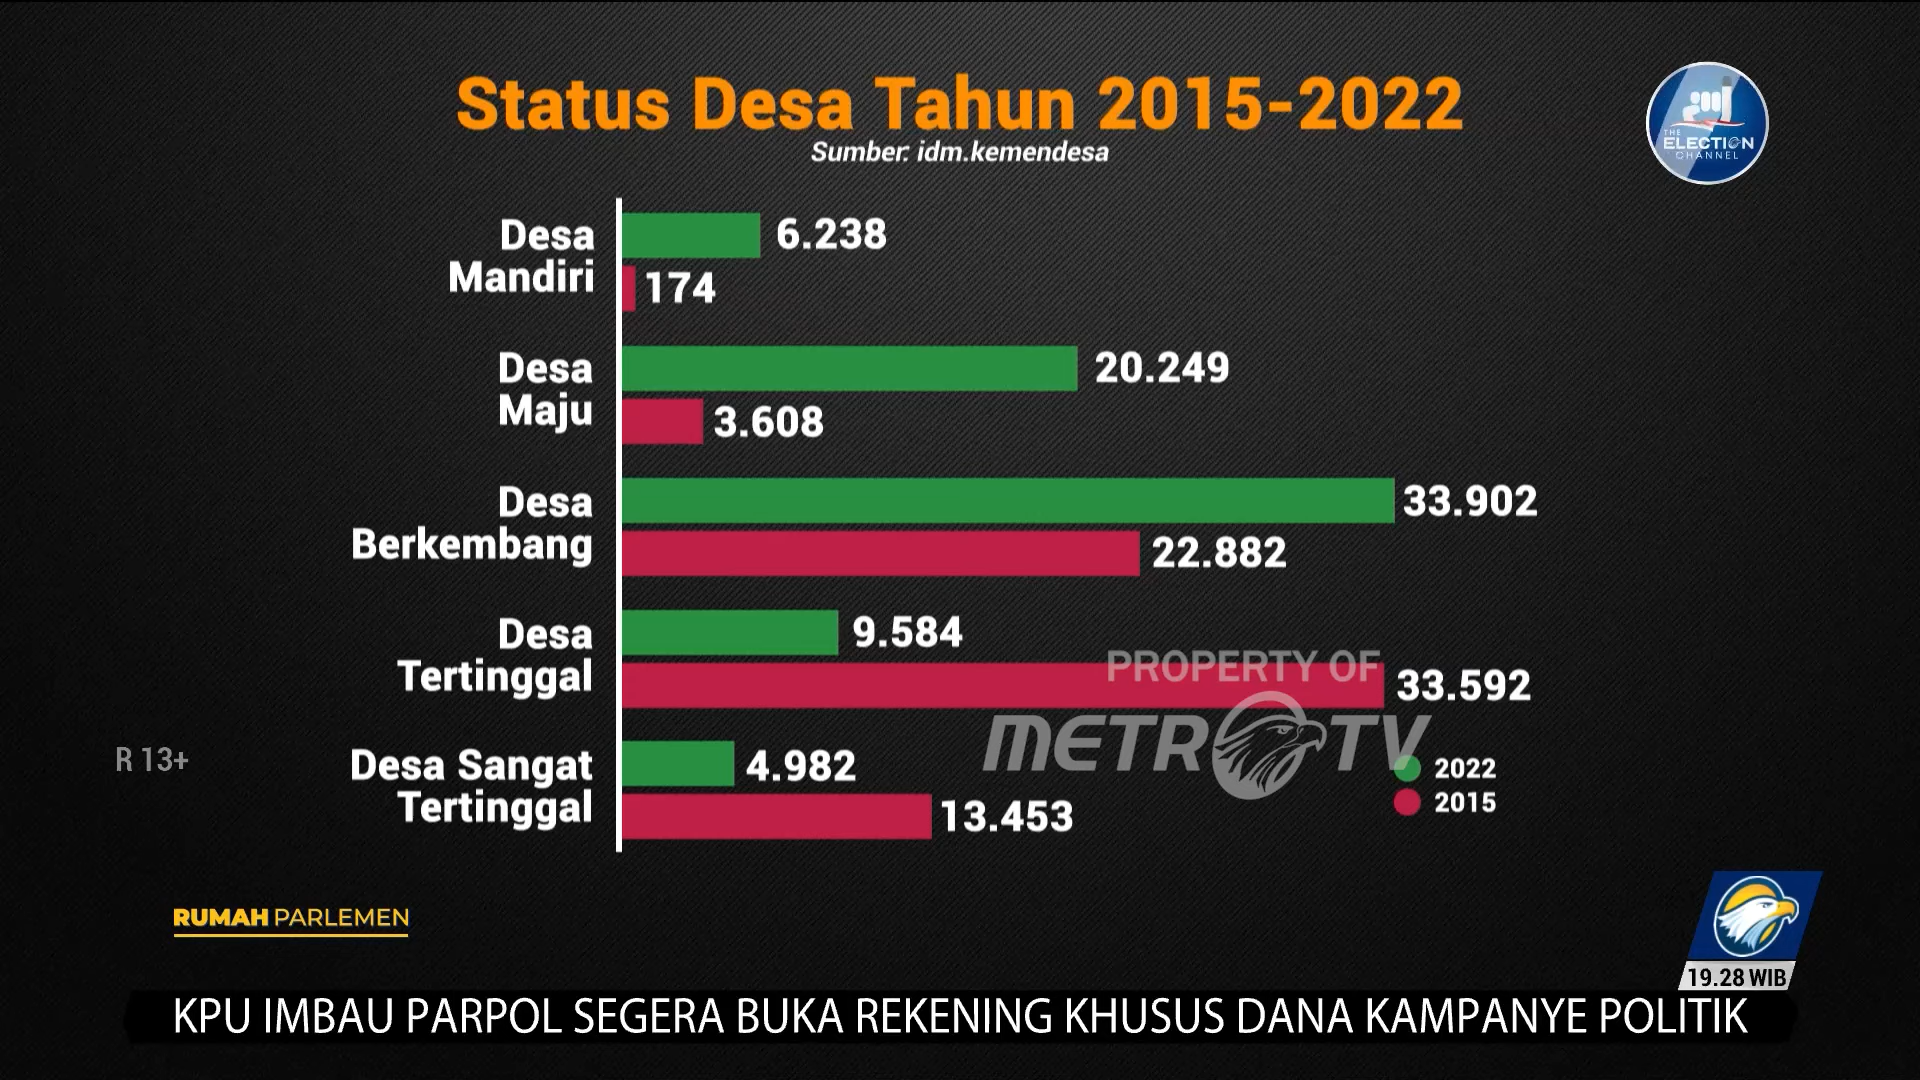 Status Desa Tahun 2015-2022
Sumber: idm.kemendesa
THE
ELECTION
CHANNEL
Desa
Mandiri
6.238
174
Desa
Maju
20.249
3.608
Desa
Berkembang
33.902
22.882
Desa
Tertinggal
9.584
33.592
PROPERTY OF
METRO TV
Desa Sangat
Tertinggal
4.982
13.453
2022
2015
R 13+
RUMAH PARLEMEN
19.28 WIB
KPU IMBAU PARPOL SEGERA BUKA REKENING KHUSUS DANA KAMPANYE POLITIK